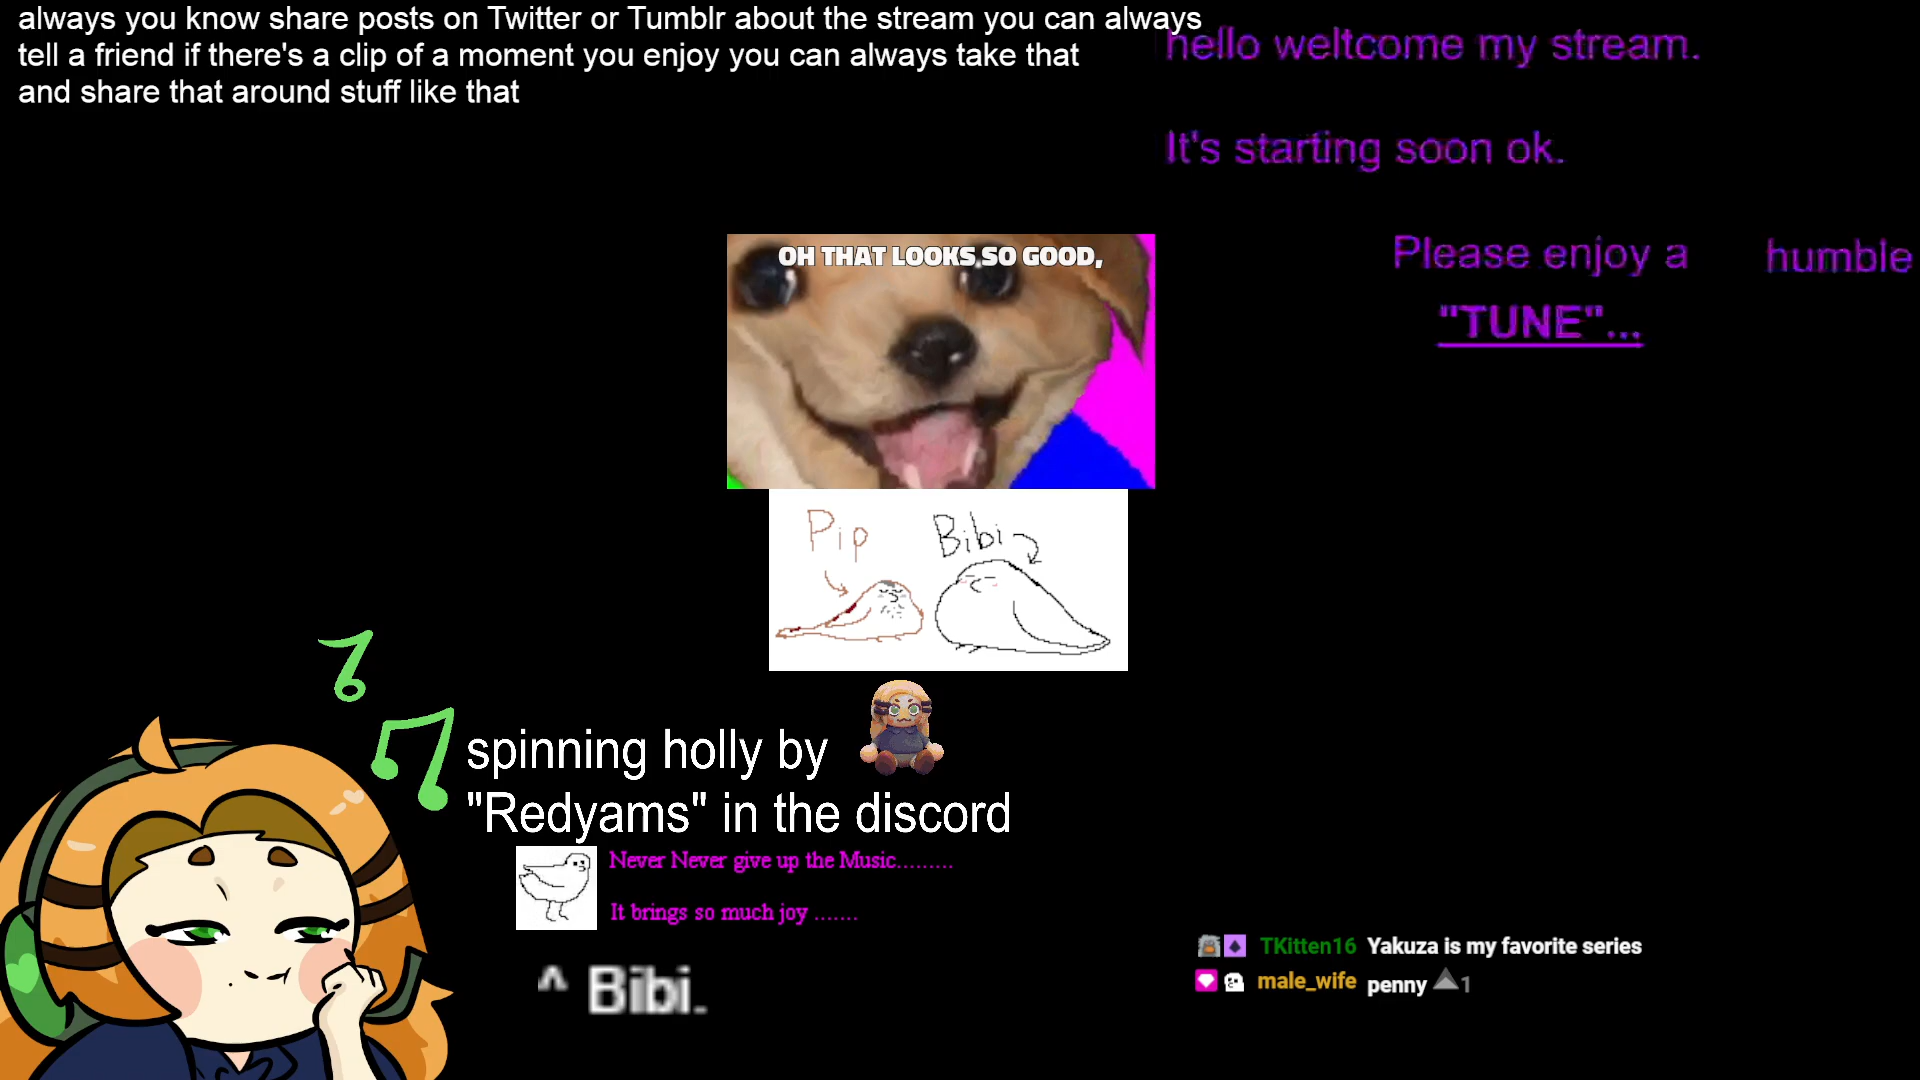 always you know share posts on Twitter or Tumblr about the stream you can always
tell a friend if there's a clip of a moment you enjoy you can always take that
and share that around stuff like that
hello weltcome my stream.
It's starting soon ok.
Please enjoy a humble
"TUNE"...
OH THAT LOOKS SO GOOD,
Pip
Bibi
spinning holly by
"Redyams" in the discord
Never Never give up the Music.........
It brings so much joy .......
^ Bibi.
TKitten16 Yakuza is my favorite series
male_wife penny 1